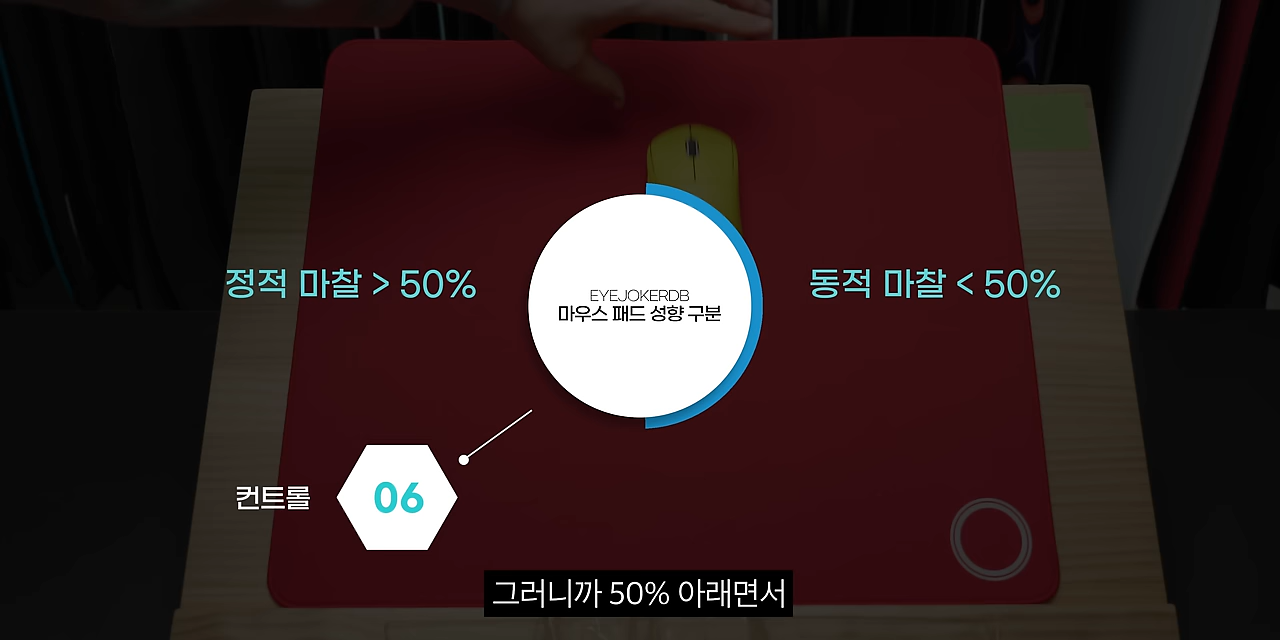 정적 마찰 > 50%
EYEJOKERDB
마우스 패드 성향 구분
동적 마찰 < 50%
컨트롤
06
그러니까 50% 아래면서